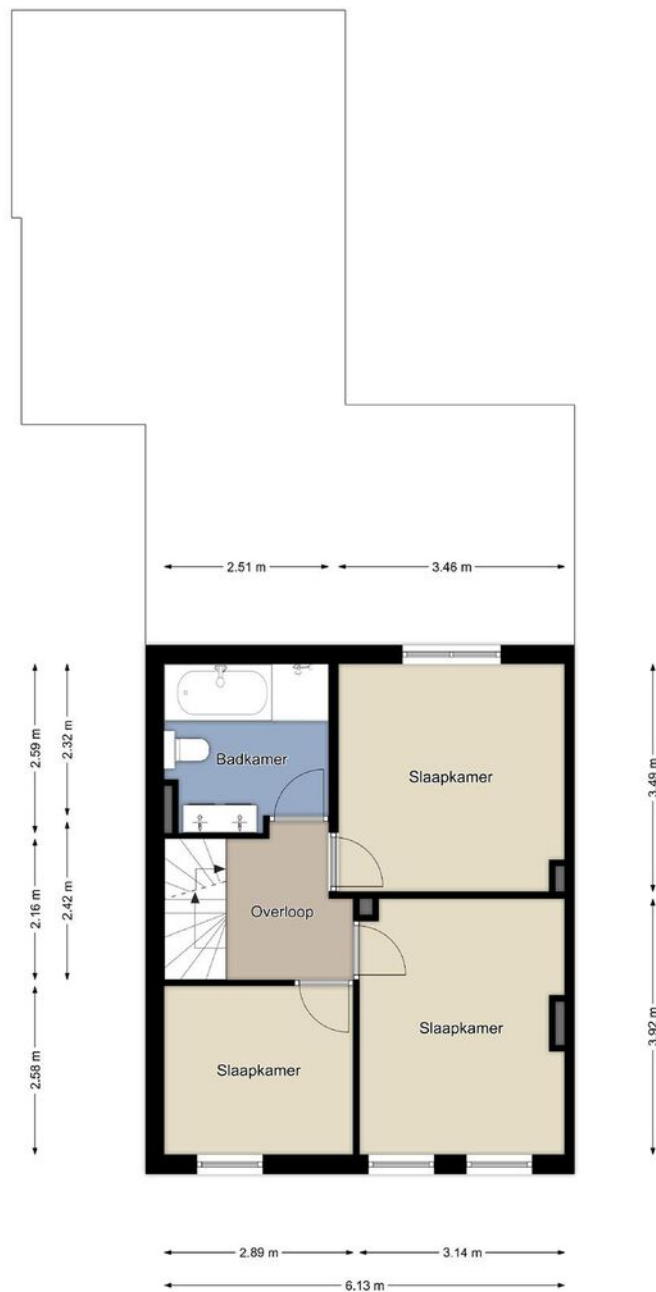 2.51 m
3.46 m
2.59 m
2.32 m
3.49 m
Badkamer
Slaapkamer
2.16 m
2.42 m
Overloop
3.92 m
Slaapkamer
2.58 m
Slaapkamer
2.89 m
3.14 m
6.13 m